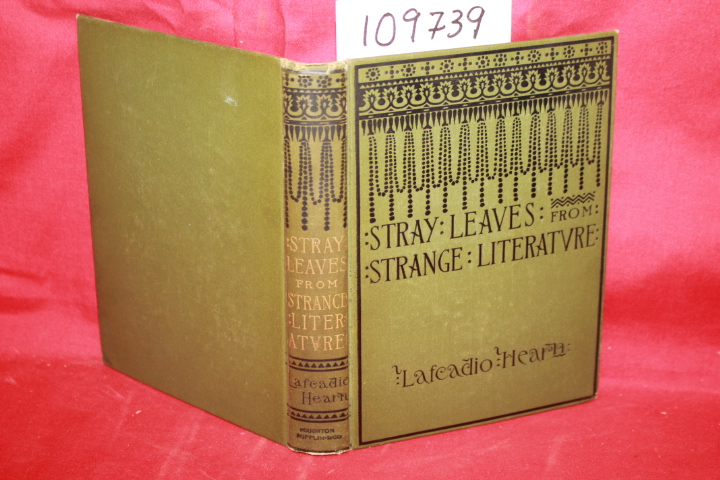 109739
:STRAY:LEAVES:FROM:
:STRANGE:LITERATVRE:
:Lafcadio:Hearn:
:STRAY:
LEAVES
FROM
:STRANGE
:LITER
ATVRE
Lafcadio
Hearn
HOUGHTON
MIFFLIN & CO